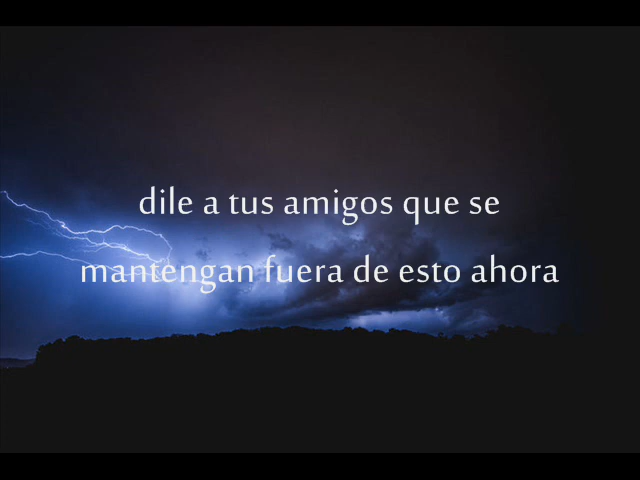 dile a tus amigos que se
mantengan fuera de esto ahora